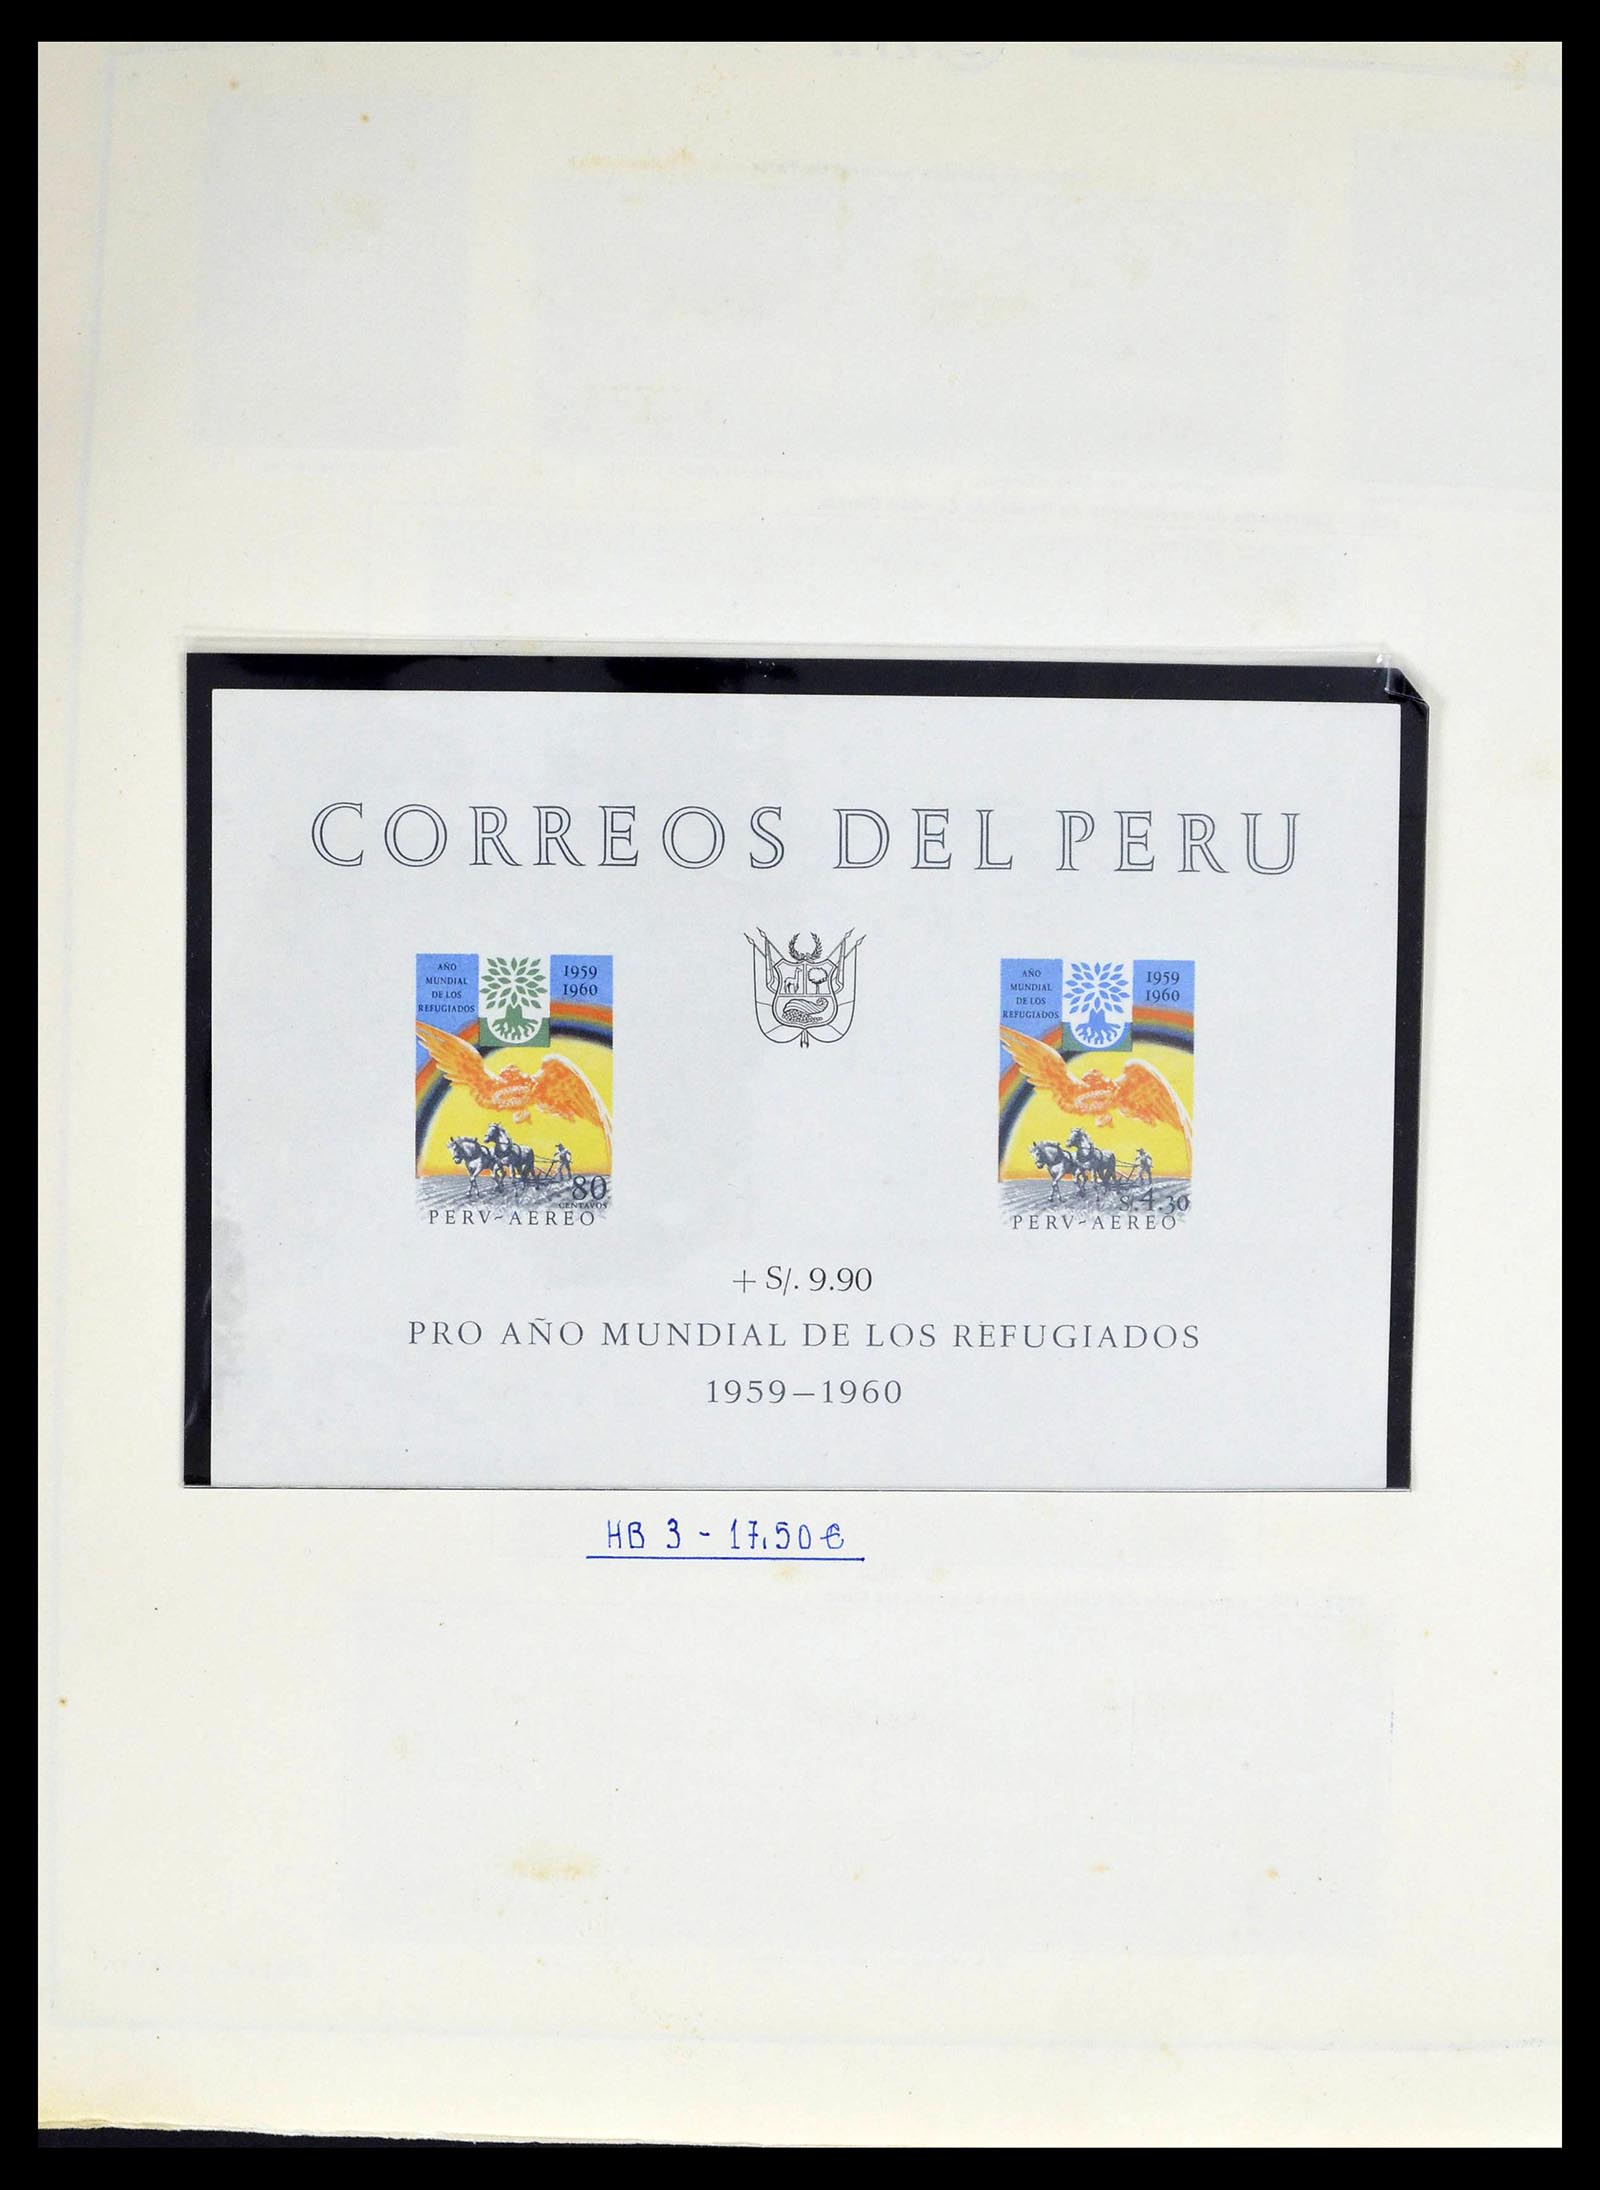 CORREOS DEL PERU
AÑO
MUNDIAL
DE LOS
REFUGIADOS
1959
1960
80
CENTAVOS
PERV-AEREO
AÑO
MUNDIAL
DE LOS
REFUGIADOS
1959
1960
S/.4.30
PERV-AEREO
+ S/. 9.90
PRO AÑO MUNDIAL DE LOS REFUGIADOS
1959-1960
HB 3 - 17,50€